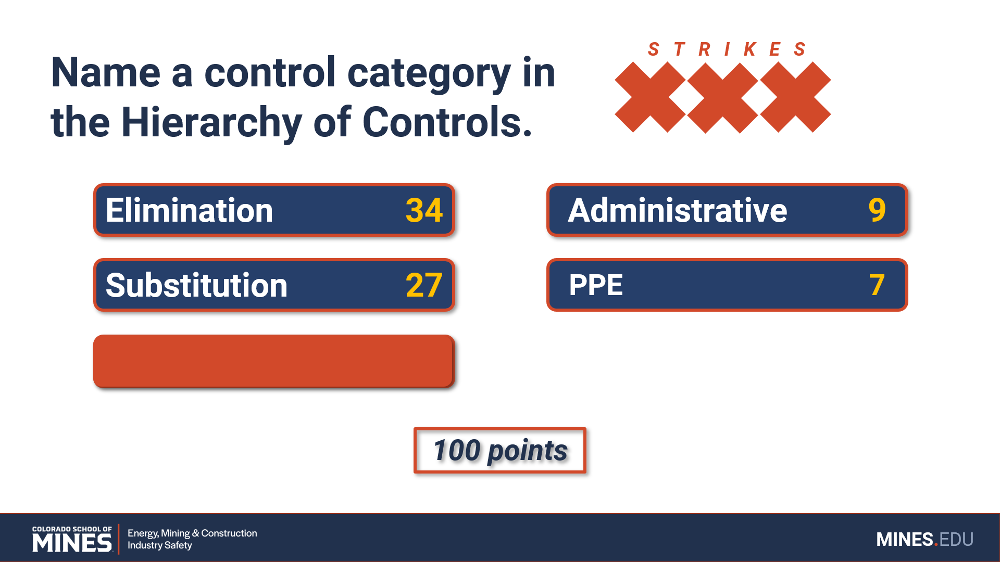 STRIKES
Name a control category in
the Hierarchy of Controls.
Elimination 34
Administrative 9
Substitution 27
PPE 7
100 points
COLORADO SCHOOL OF
MINES
Energy, Mining & Construction
Industry Safety
MINES.EDU